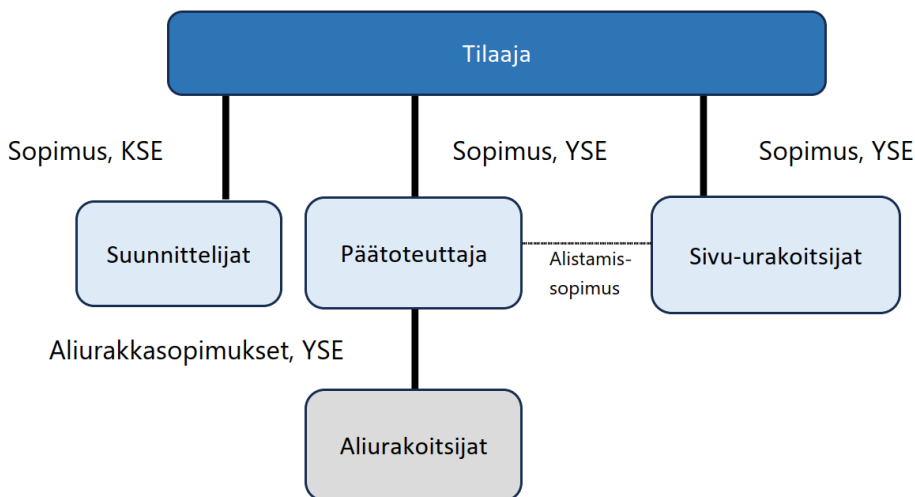 Tilaaja
Sopimus, KSE
Sopimus, YSE
Sopimus, YSE
Suunnittelijat
Päätoteuttaja
Alistamis-
sopimus
Sivu-urakoitsijat
Aliurakkasopimukset, YSE
Aliurakoitsijat